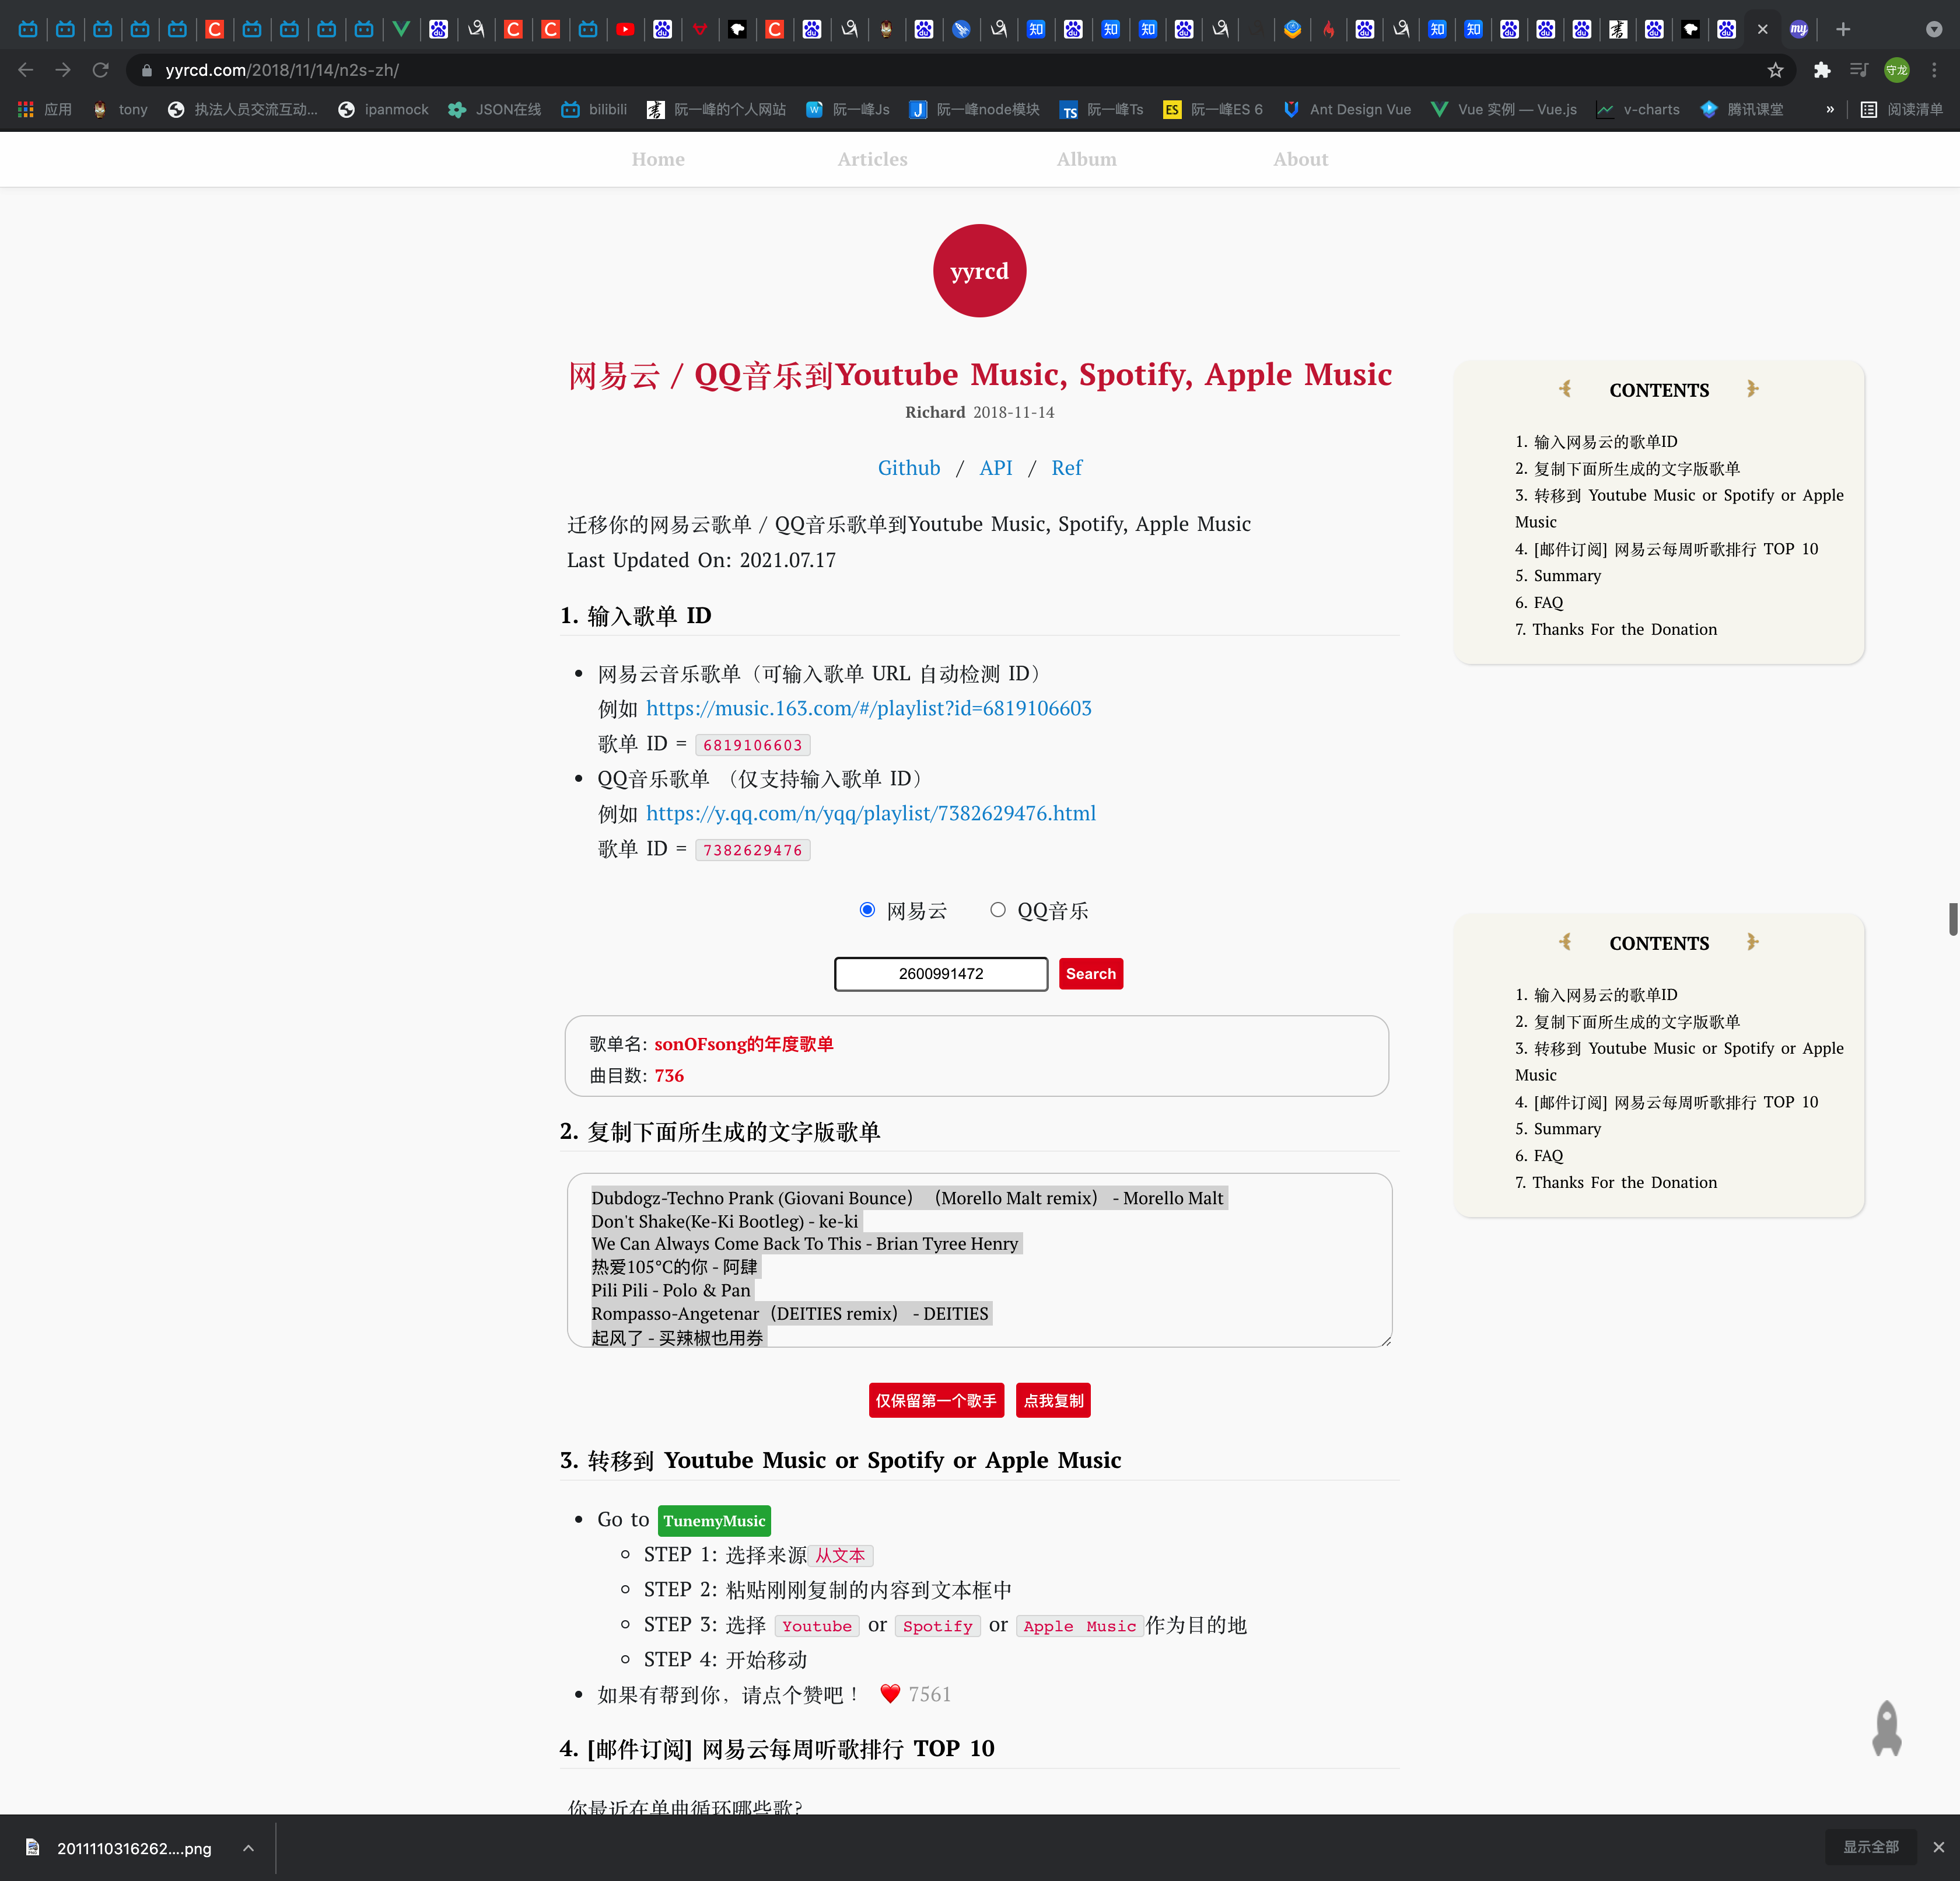 yyrcd.com/2018/11/14/n2s-zh/
守龙
应用
tony
执法人员交流互动...
ipanmock
JSON在线
bilibili
阮一峰的个人网站
阮一峰Js
阮一峰node模块
阮一峰Ts
阮一峰ES 6
Ant Design Vue
Vue 实例 — Vue.js
v-charts
腾讯课堂
»
阅读清单
Home
Articles
Album
About
yyrcd
网易云 / QQ音乐到Youtube Music, Spotify, Apple Music
Richard 2018-11-14
Github / API / Ref
迁移你的网易云歌单 / QQ音乐歌单到Youtube Music, Spotify, Apple Music
Last Updated On: 2021.07.17
1. 输入歌单 ID
网易云音乐歌单（可输入歌单 URL 自动检测 ID）
例如 https://music.163.com/#/playlist?id=6819106603
歌单 ID = 6819106603
QQ音乐歌单 （仅支持输入歌单 ID）
例如 https://y.qq.com/n/yqq/playlist/7382629476.html
歌单 ID = 7382629476
网易云
QQ音乐
2600991472
Search
歌单名: sonOFsong的年度歌单
曲目数: 736
2. 复制下面所生成的文字版歌单
Dubdogz-Techno Prank (Giovani Bounce） （Morello Malt remix） - Morello Malt
Don't Shake(Ke-Ki Bootleg) - ke-ki
We Can Always Come Back To This - Brian Tyree Henry
热爱105°C的你 - 阿肆
Pili Pili - Polo & Pan
Rompasso-Angetenar（DEITIES remix） - DEITIES
起风了 - 买辣椒也用券
仅保留第一个歌手
点我复制
3. 转移到 Youtube Music or Spotify or Apple Music
Go to TunemyMusic
STEP 1: 选择来源从文本
STEP 2: 粘贴刚刚复制的内容到文本框中
STEP 3: 选择 Youtube or Spotify or Apple Music作为目的地
STEP 4: 开始移动
如果有帮到你，请点个赞吧！ ❤️ 7561
4. [邮件订阅] 网易云每周听歌排行 TOP 10
你最近在单曲循环哪些歌?
CONTENTS
1. 输入网易云的歌单ID
2. 复制下面所生成的文字版歌单
3. 转移到 Youtube Music or Spotify or Apple
Music
4. [邮件订阅] 网易云每周听歌排行 TOP 10
5. Summary
6. FAQ
7. Thanks For the Donation
CONTENTS
1. 输入网易云的歌单ID
2. 复制下面所生成的文字版歌单
3. 转移到 Youtube Music or Spotify or Apple
Music
4. [邮件订阅] 网易云每周听歌排行 TOP 10
5. Summary
6. FAQ
7. Thanks For the Donation
2011110316262....png
显示全部